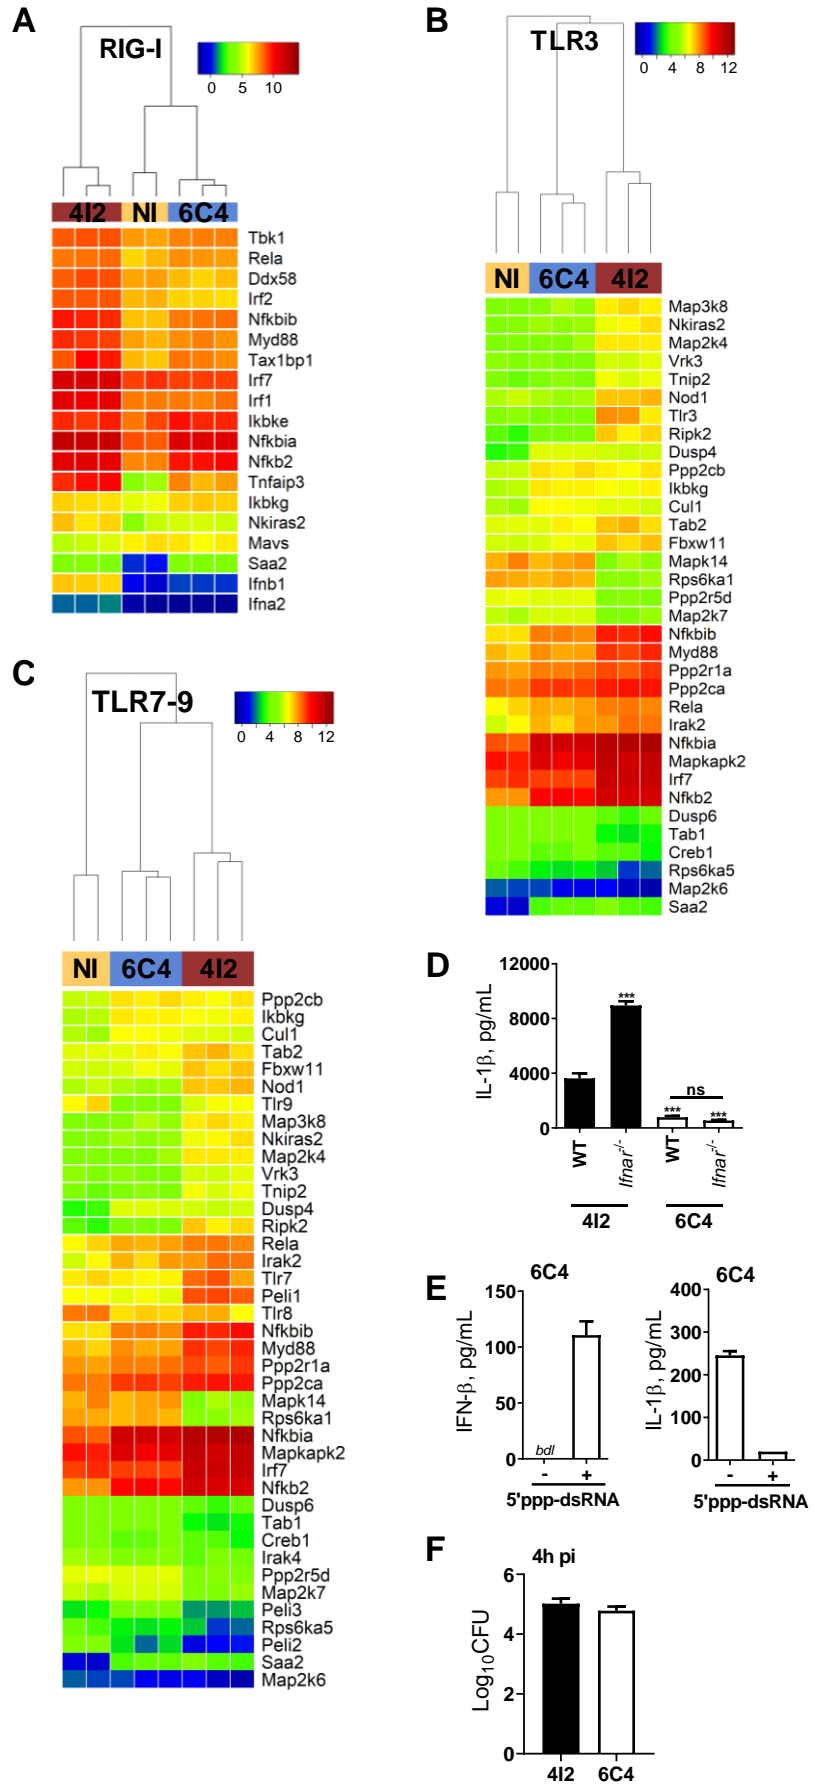 A
RIG-I
0 5 10
4I2 NI 6C4
Tbk1
Rela
Ddx58
Irf2
Nfkbib
Myd88
Tax1bp1
Irf7
Irf1
Ikbke
Nfkbia
Nfkb2
Tnfaip3
Ikbkg
Nkiras2
Mavs
Saa2
Ifnb1
Ifna2
B
TLR3
0 4 8 12
NI 6C4 4I2
Map3k8
Nkiras2
Map2k4
Vrk3
Tnip2
Nod1
Tlr3
Ripk2
Dusp4
Ppp2cb
Ikbkg
Cul1
Tab2
Fbxw11
Mapk14
Rps6ka1
Ppp2r5d
Map2k7
Nfkbib
Myd88
Ppp2r1a
Ppp2ca
Rela
Irak2
Nfkbia
Mapkapk2
Irf7
Nfkb2
Dusp6
Tab1
Creb1
Rps6ka5
Map2k6
Saa2
C
TLR7-9
0 4 8 12
NI 6C4 4I2
Ppp2cb
Ikbkg
Cul1
Tab2
Fbxw11
Nod1
Tlr9
Map3k8
Nkiras2
Map2k4
Vrk3
Tnip2
Dusp4
Ripk2
Rela
Irak2
Tlr7
Peli1
Tlr8
Nfkbib
Myd88
Ppp2r1a
Ppp2ca
Mapk14
Rps6ka1
Nfkbia
Mapkapk2
Irf7
Nfkb2
Dusp6
Tab1
Creb1
Irak4
Ppp2r5d
Map2k7
Peli3
Rps6ka5
Peli2
Saa2
Map2k6
D
IL-1β, pg/mL
12000
8000
4000
0
***
***
ns
***
WT
Ifnar-/-
WT
Ifnar-/-
4I2 6C4
E
6C4
IFN-β, pg/mL
150
100
50
0
bdl
- +
5'ppp-dsRNA
6C4
IL-1β, pg/mL
400
300
200
100
0
- +
5'ppp-dsRNA
F
4h pi
Log10CFU
6
4
2
0
4I2 6C4